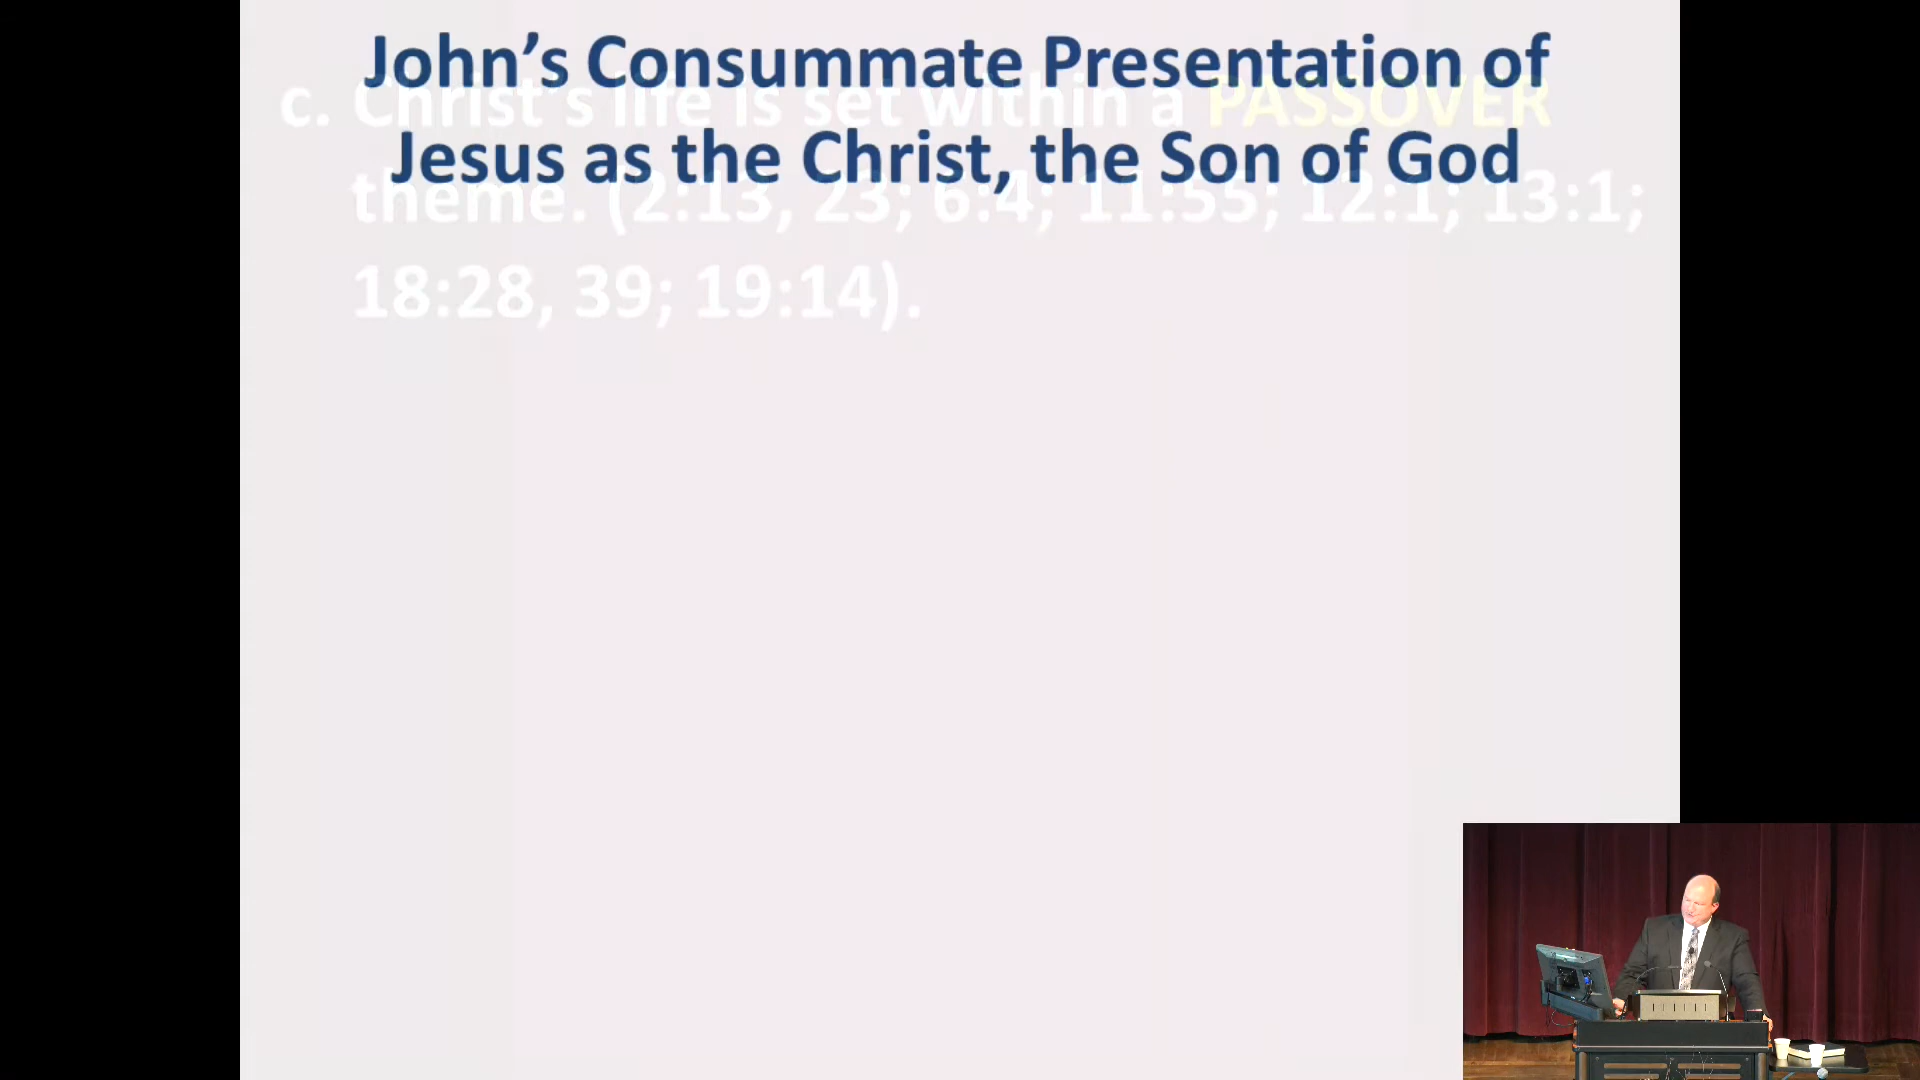 John’s Consummate Presentation of
Jesus as the Christ, the Son of God
c. Christ's life is set within a PASSOVER
theme. (2:13, 23; 6:4; 11:55; 12:1; 13:1;
18:28, 39; 19:14).